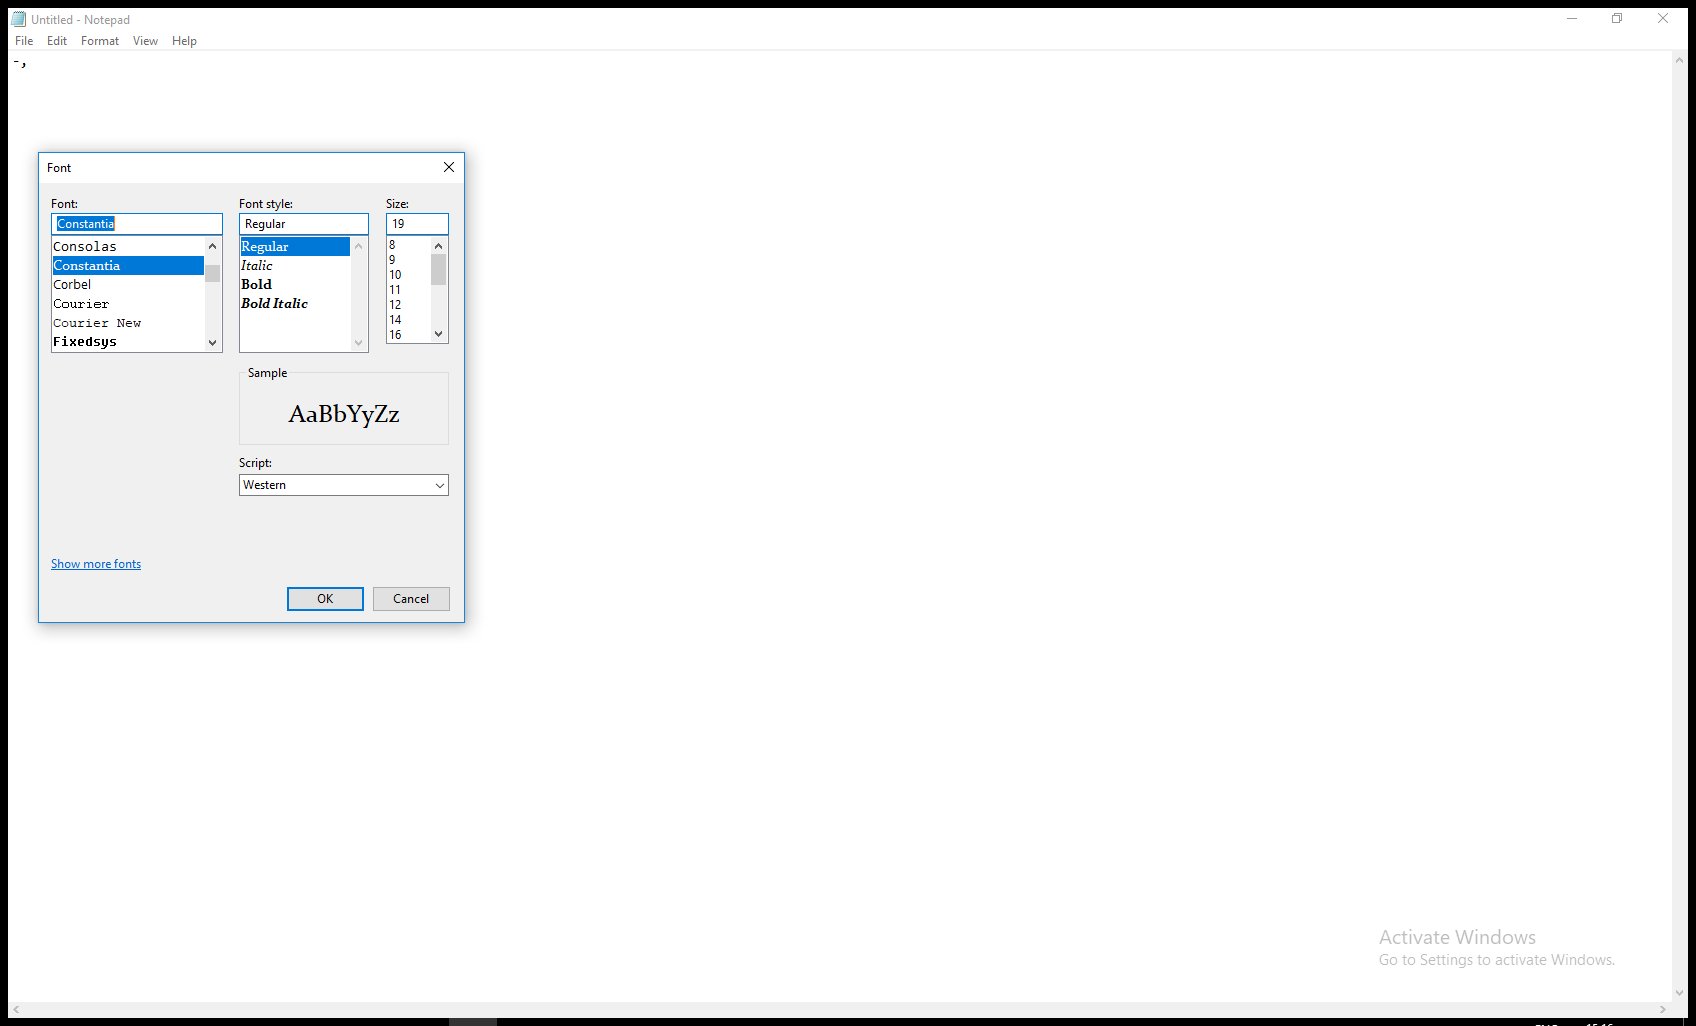 Untitled - Notepad
File Edit Format View Help
-,
Font
Font:
Constantia
Consolas
Constantia
Corbel
Courier
Courier New
Fixedsys
Font style:
Regular
Regular
Italic
Bold
Bold Italic
Size:
19
8
9
10
11
12
14
16
Sample
AaBbYyZz
Script:
Western
Show more fonts
OK Cancel
Activate Windows
Go to Settings to activate Windows.